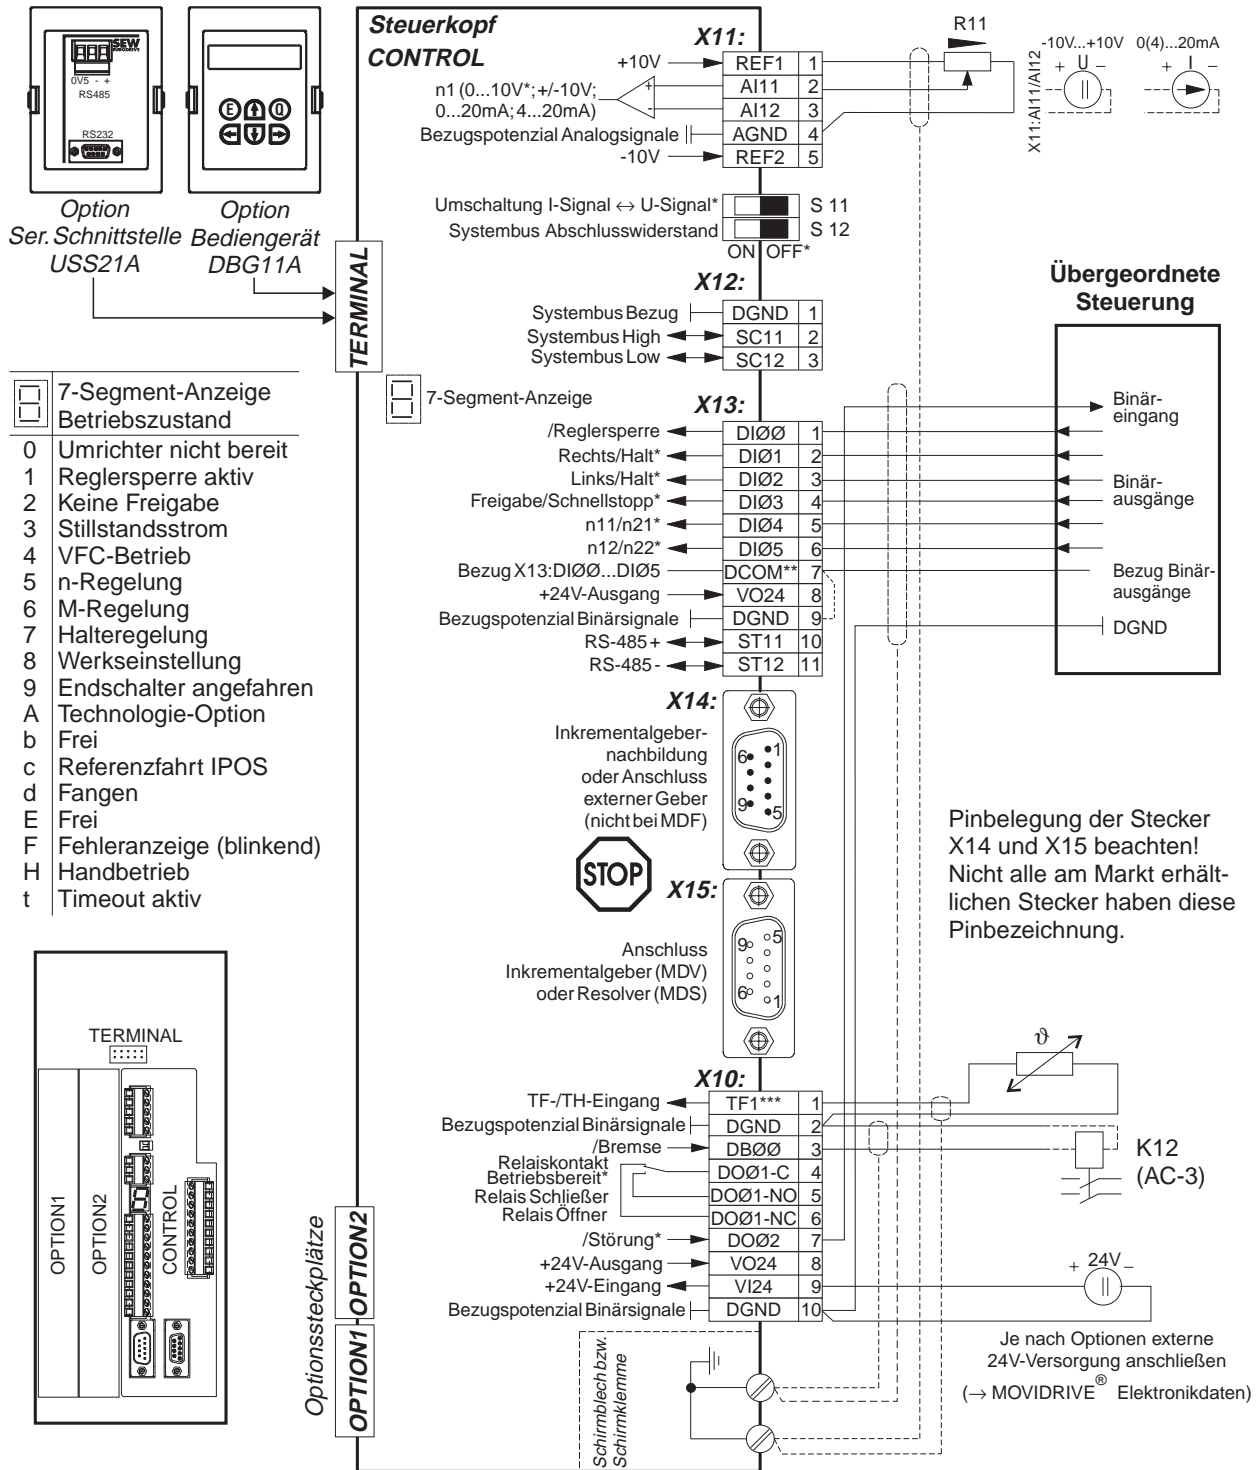 SEW
EURODRIVE
0V5 - +
RS485
RS232
E
Q
Option
Ser. Schnittstelle
USS21A
Option
Bediengerät
DBG11A
TERMINAL
7-Segment-Anzeige
Betriebszustand
0 Umrichter nicht bereit
1 Reglersperre aktiv
2 Keine Freigabe
3 Stillstandsstrom
4 VFC-Betrieb
5 n-Regelung
6 M-Regelung
7 Halteregelung
8 Werkseinstellung
9 Endschalter angefahren
A Technologie-Option
b Frei
c Referenzfahrt IPOS
d Fangen
E Frei
F Fehleranzeige (blinkend)
H Handbetrieb
t Timeout aktiv
TERMINAL
OPTION1
OPTION2
CONTROL
Steuerkopf
CONTROL
X11:
+10V REF1 1
n1 (0...10V*; +/-10V;
0...20mA; 4...20mA)
+ AI11 2
- AI12 3
Bezugspotenzial Analogsignale AGND 4
-10V REF2 5
R11
X11:AI11/AI12
-10V...+10V
+ U -
0(4)...20mA
+ I -
Umschaltung I-Signal ↔ U-Signal* S 11
Systembus Abschlusswiderstand S 12
ON OFF*
X12:
Systembus Bezug DGND 1
Systembus High SC11 2
Systembus Low SC12 3
7-Segment-Anzeige
X13:
/Reglersperre DIØØ 1
Rechts/Halt* DIØ1 2
Links/Halt* DIØ2 3
Freigabe/Schnellstopp* DIØ3 4
n11/n21* DIØ4 5
n12/n22* DIØ5 6
Bezug X13:DIØØ...DIØ5 DCOM** 7
+24V-Ausgang VO24 8
Bezugspotenzial Binärsignale DGND 9
RS-485+ ST11 10
RS-485- ST12 11
Übergeordnete
Steuerung
Binär-
eingang
Binär-
ausgänge
Bezug Binär-
ausgänge
DGND
X14:
Inkrementalgeber-
nachbildung
oder Anschluss
externer Geber
(nicht bei MDF)
6 1
9 5
STOP
X15:
Anschluss
Inkrementalgeber (MDV)
oder Resolver (MDS)
9 5
6 1
Pinbelegung der Stecker
X14 und X15 beachten!
Nicht alle am Markt erhält-
lichen Stecker haben diese
Pinbezeichnung.
X10:
TF-/TH-Eingang TF1*** 1
Bezugspotenzial Binärsignale DGND 2
/Bremse DBØØ 3
Relaiskontakt
Betriebsbereit* DOØ1-C 4
Relais Schließer DOØ1-NO 5
Relais Öffner DOØ1-NC 6
/Störung* DOØ2 7
+24V-Ausgang VO24 8
+24V-Eingang VI24 9
Bezugspotenzial Binärsignale DGND 10
ϑ
K12
(AC-3)
+ 24V -
Je nach Optionen externe
24V-Versorgung anschließen
(→ MOVIDRIVE® Elektronikdaten)
Optionssteckplätze
OPTION1
OPTION2
Schirmblech bzw.
Schirmklemme